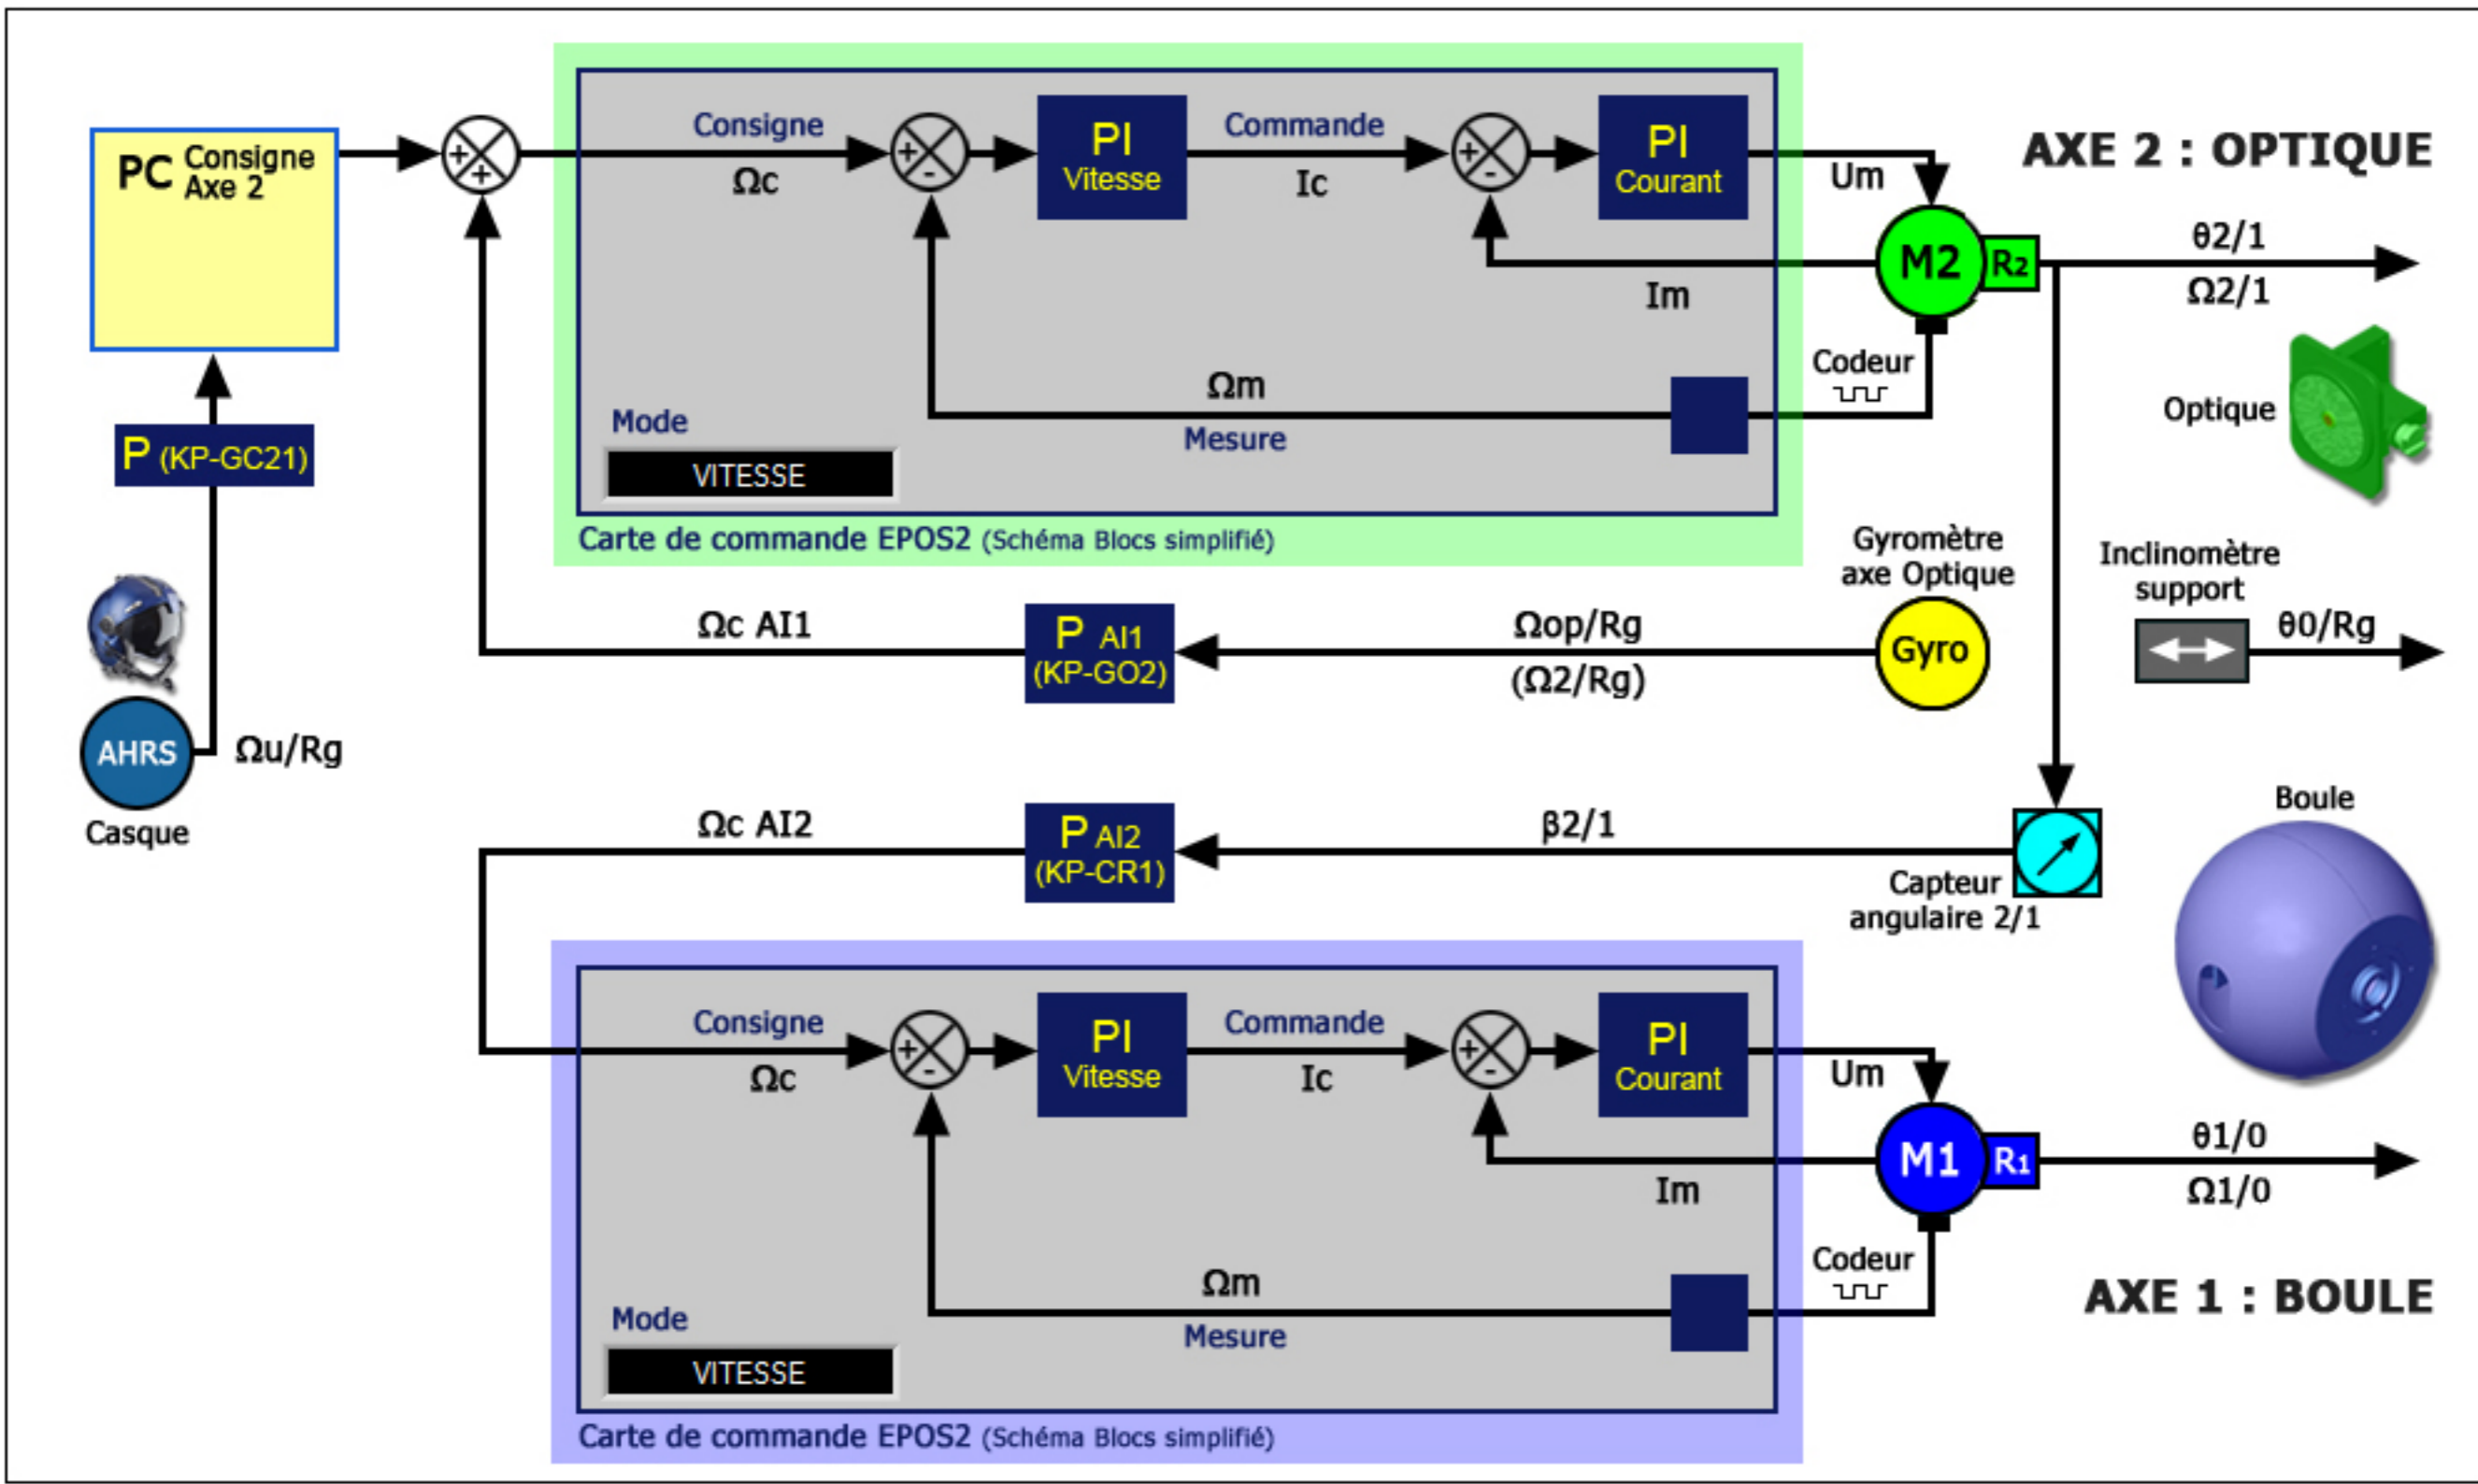 PC Consigne
Axe 2
P (KP-GC21)
AHRS
Ωu/Rg
Casque
+
+
Consigne
Ωc
+
-
PI
Vitesse
Commande
Ic
+
-
PI
Courant
Um
AXE 2 : OPTIQUE
M2
R2
θ2/1
Ω2/1
Im
Codeur
Ωm
Mesure
Mode
VITESSE
Optique
Carte de commande EPOS2 (Schéma Blocs simplifié)
Gyromètre
axe Optique
Gyro
Inclinomètre
support
θ0/Rg
Ωc AI1
P AI1
(KP-GO2)
Ωop/Rg
(Ω2/Rg)
Ωc AI2
P AI2
(KP-CR1)
β2/1
Capteur
angulaire 2/1
Boule
Consigne
Ωc
+
-
PI
Vitesse
Commande
Ic
+
-
PI
Courant
Um
M1
R1
θ1/0
Ω1/0
Im
Codeur
Ωm
Mesure
Mode
VITESSE
AXE 1 : BOULE
Carte de commande EPOS2 (Schéma Blocs simplifié)